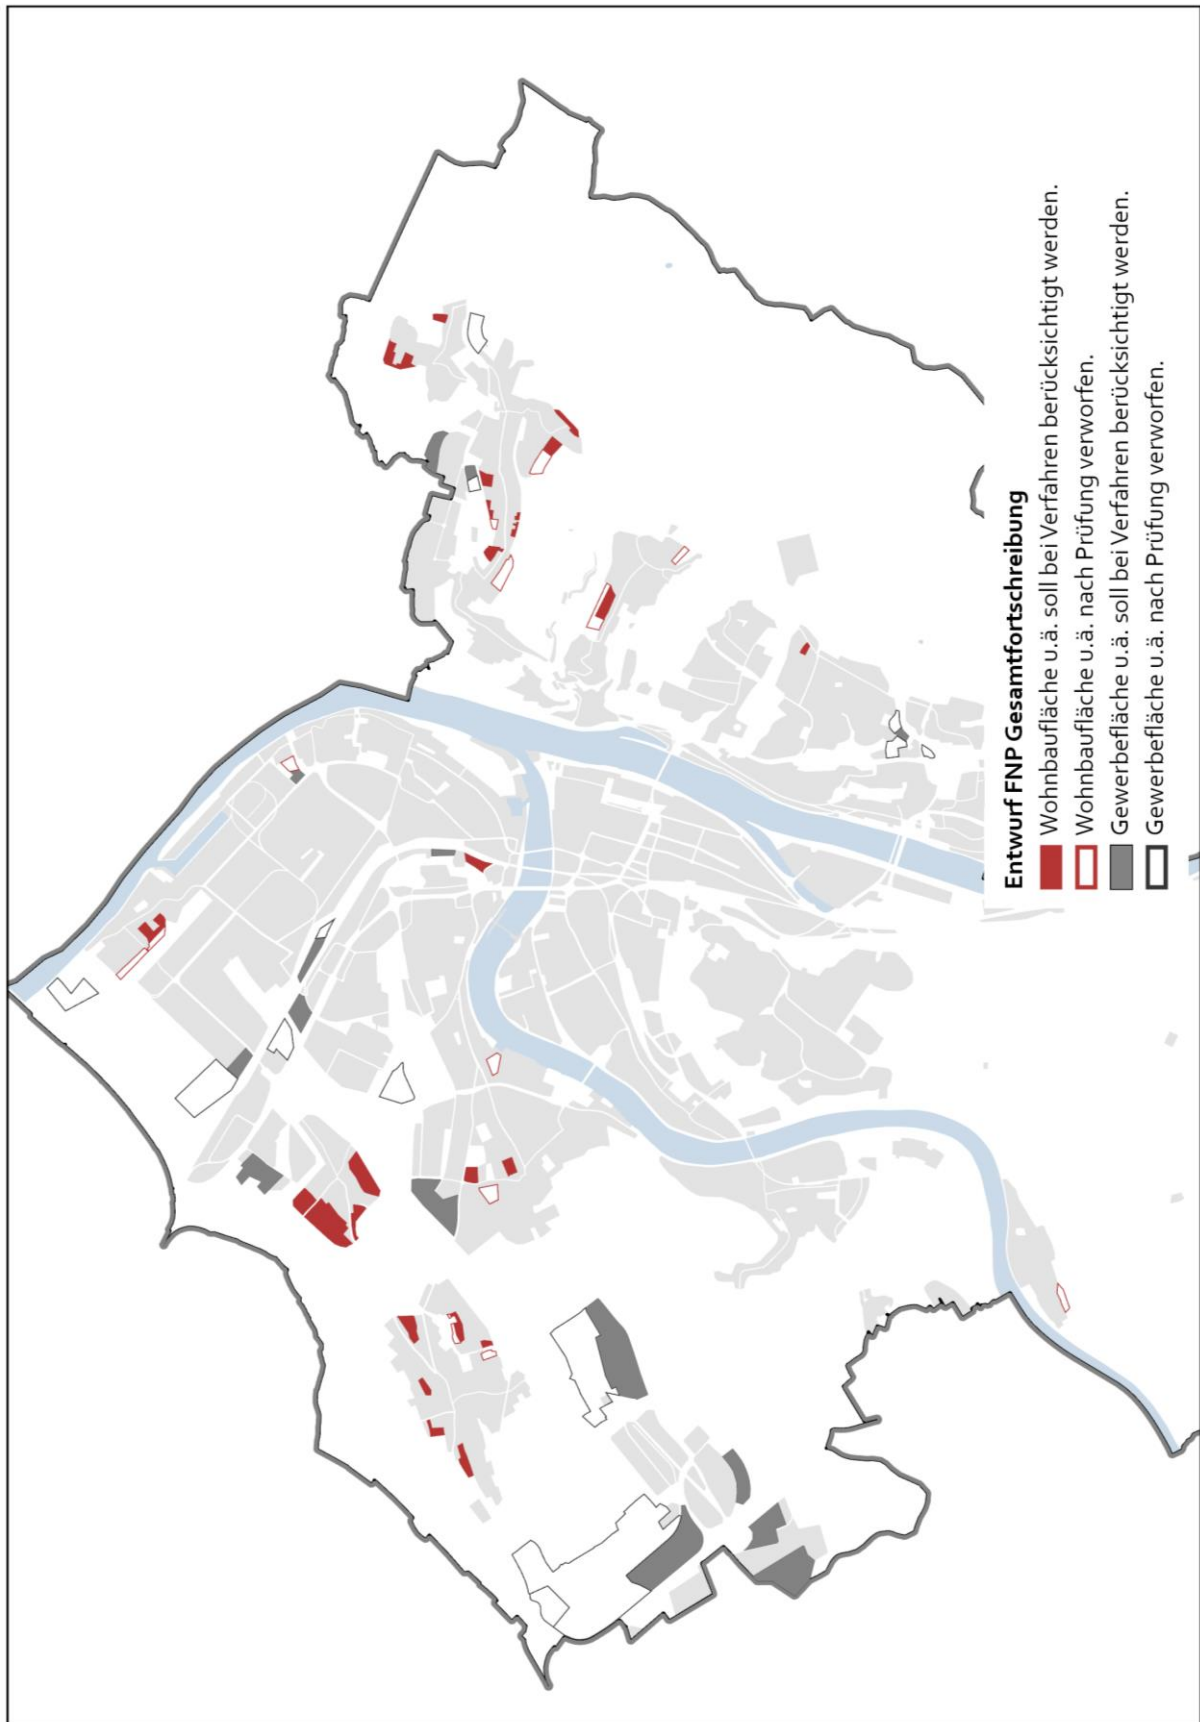 Entwurf FNP Gesamtfortschreibung
Wohnbaufläche u.ä. soll bei Verfahren berücksichtigt werden.
Wohnbaufläche u.ä. nach Prüfung verworfen.
Gewerbefläche u.ä. soll bei Verfahren berücksichtigt werden.
Gewerbefläche u.ä. nach Prüfung verworfen.